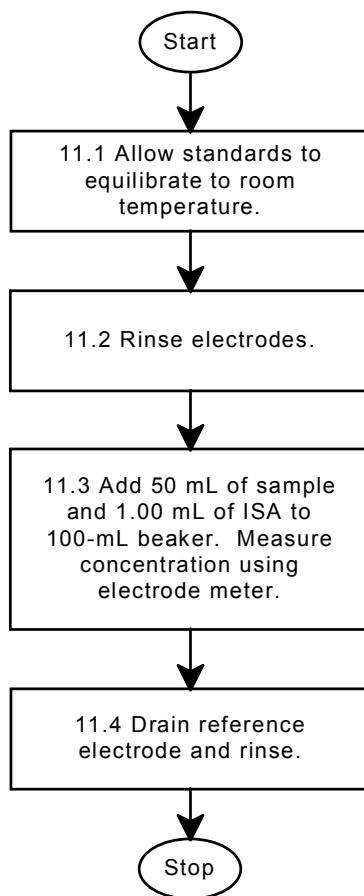 Start
11.1 Allow standards to
equilibrate to room
temperature.
11.2 Rinse electrodes.
11.3 Add 50 mL of sample
and 1.00 mL of ISA to
100-mL beaker.  Measure
concentration using
electrode meter.
11.4 Drain reference
electrode and rinse.
Stop